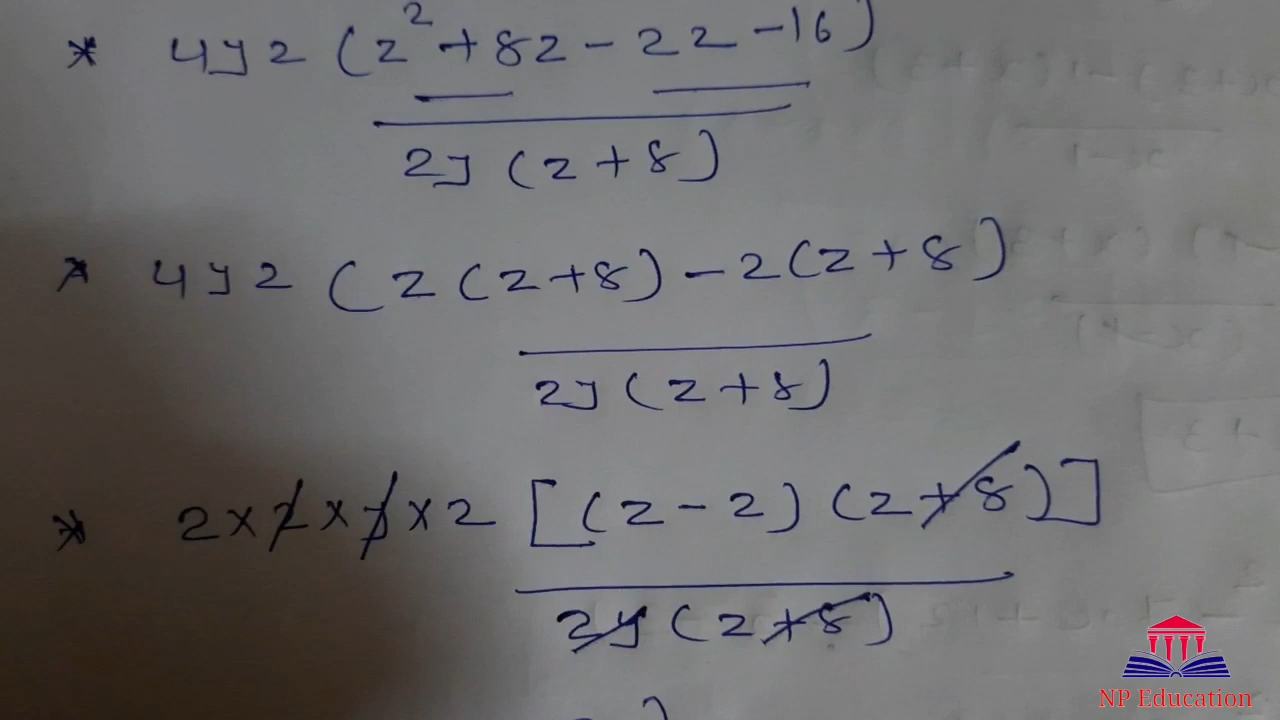 * 4yz (z² + 8z - 2z - 16)
2y (z + 8)
* 4yz (z (z + 8) - 2 (z + 8)
2y (z + 8)
* 2 × 2 × y × z [(z - 2) (z + 8)]
2y (z + 8)
NP Education